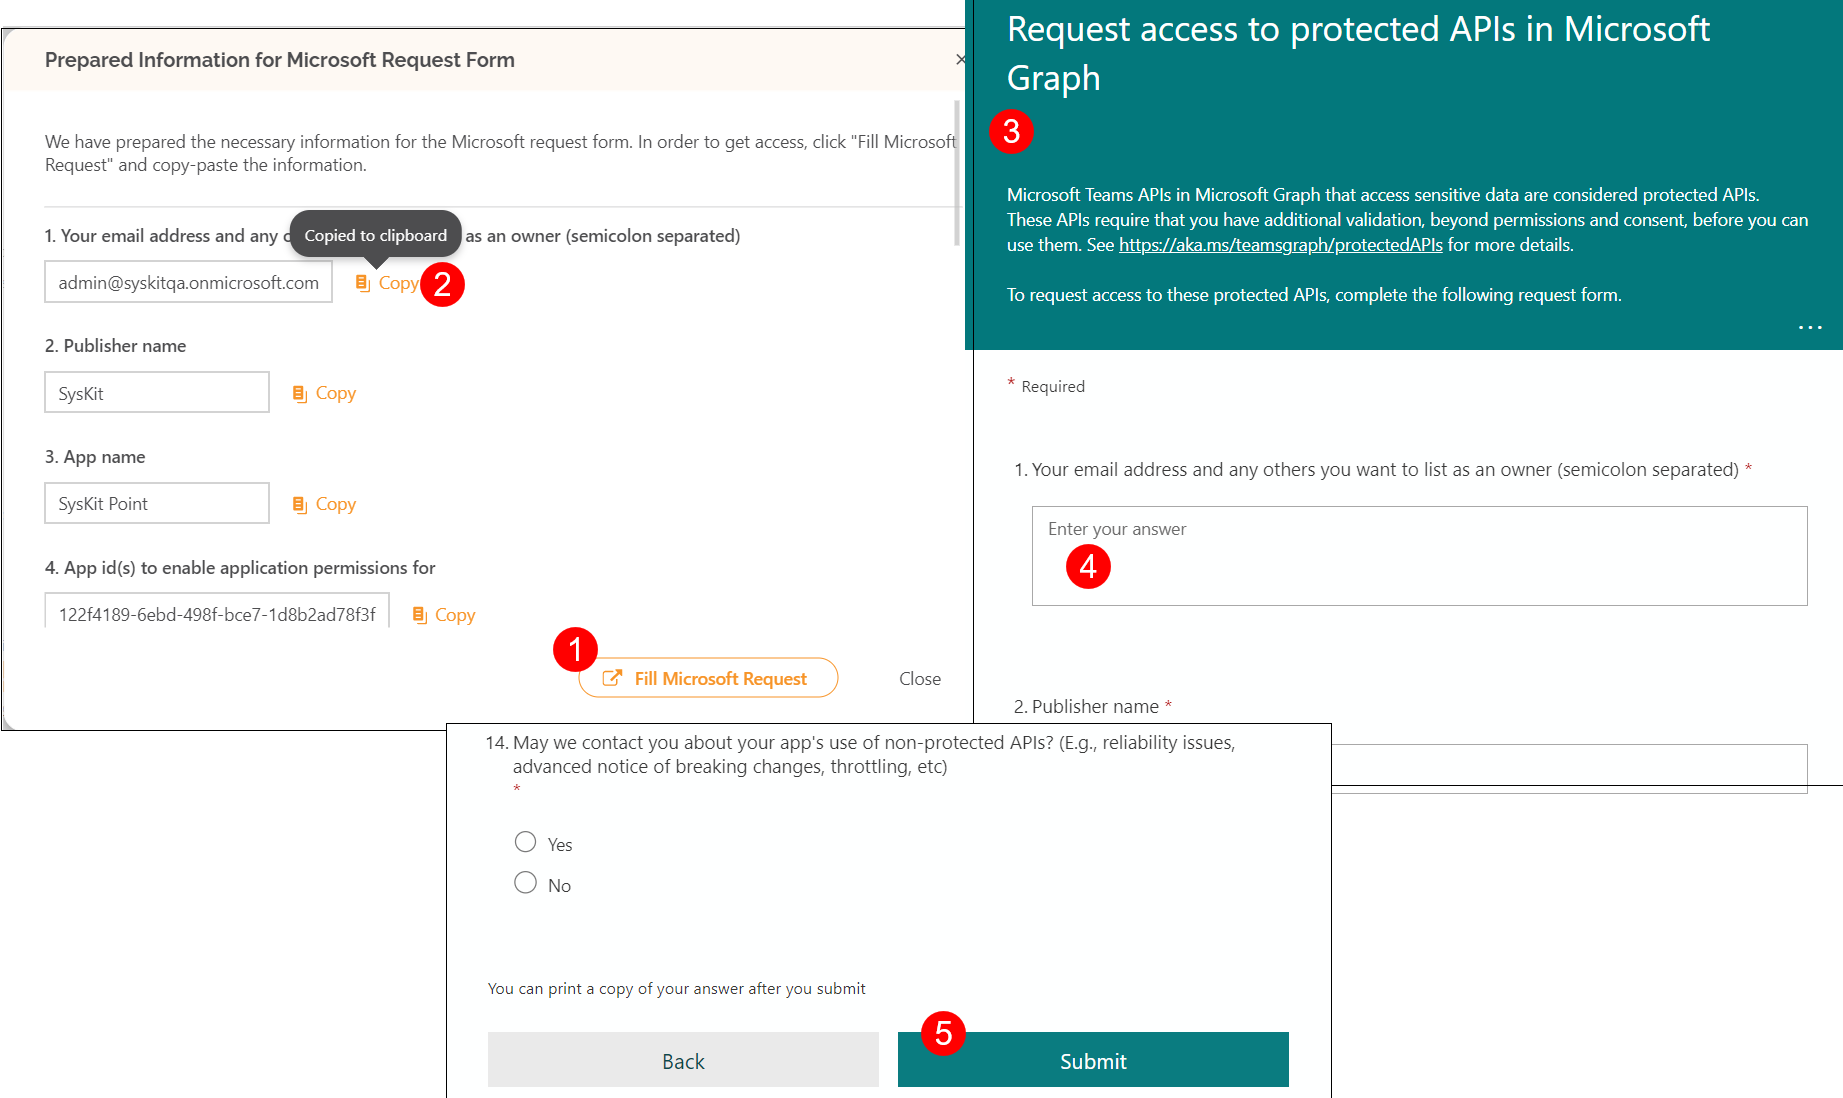 Prepared Information for Microsoft Request Form
We have prepared the necessary information for the Microsoft request form. In order to get access, click "Fill Microsoft
Request" and copy-paste the information.
1. Your email address and any o
Copied to clipboard
as an owner (semicolon separated)
admin@syskitqa.onmicrosoft.com
Copy
2
2. Publisher name
SysKit
Copy
3. App name
SysKit Point
Copy
4. App id(s) to enable application permissions for
122f4189-6ebd-498f-bce7-1d8b2ad78f3f
Copy
1
Fill Microsoft Request
Close
Request access to protected APIs in Microsoft
Graph
3
Microsoft Teams APIs in Microsoft Graph that access sensitive data are considered protected APIs.
These APIs require that you have additional validation, beyond permissions and consent, before you can
use them. See https://aka.ms/teamsgraph/protectedAPIs for more details.
To request access to these protected APIs, complete the following request form.
...
* Required
1. Your email address and any others you want to list as an owner (semicolon separated) *
Enter your answer
4
2. Publisher name *
14. May we contact you about your app's use of non-protected APIs? (E.g., reliability issues,
advanced notice of breaking changes, throttling, etc)
*
Yes
No
You can print a copy of your answer after you submit
Back
5
Submit